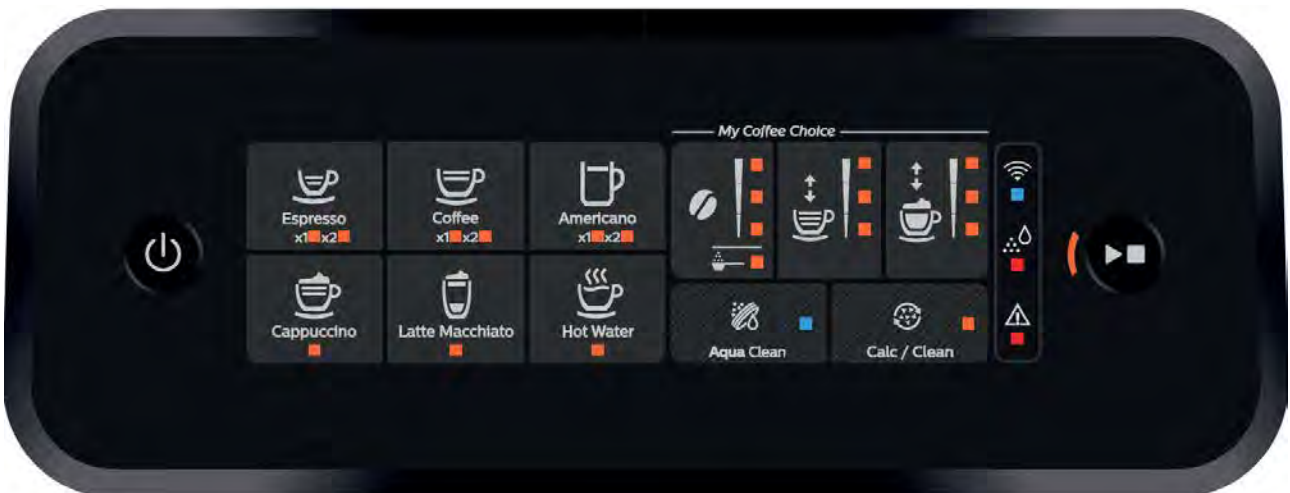 My Coffee Choice
Espresso
x1 x2
Coffee
x1 x2
Americano
x1 x2
Cappuccino
Latte Macchiato
Hot Water
Aqua Clean
Calc / Clean